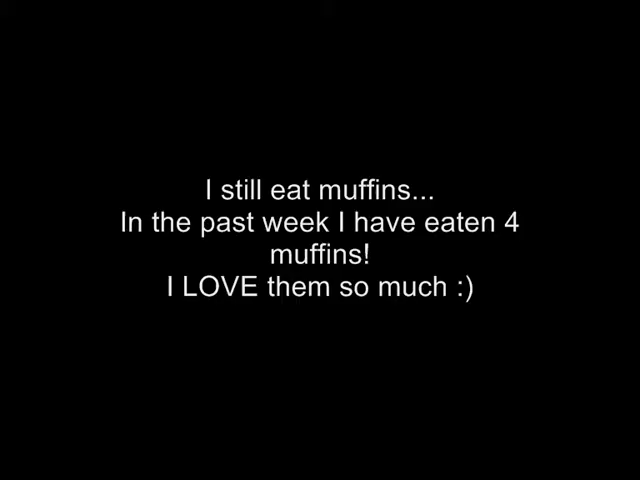 I still eat muffins...
In the past week I have eaten 4
muffins!
I LOVE them so much :)